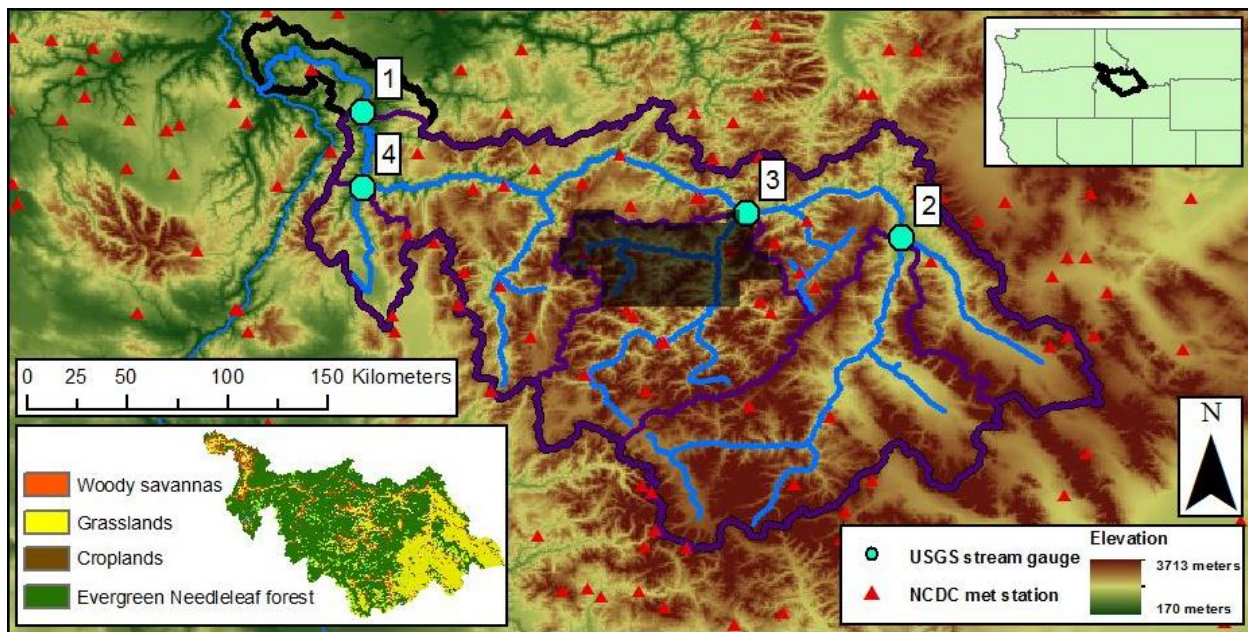 1
4
3
2
0 25 50 100 150 Kilometers
Woody savannas
Grasslands
Croplands
Evergreen Needleleaf forest
N
USGS stream gauge
NCDC met station
Elevation
3713 meters
170 meters